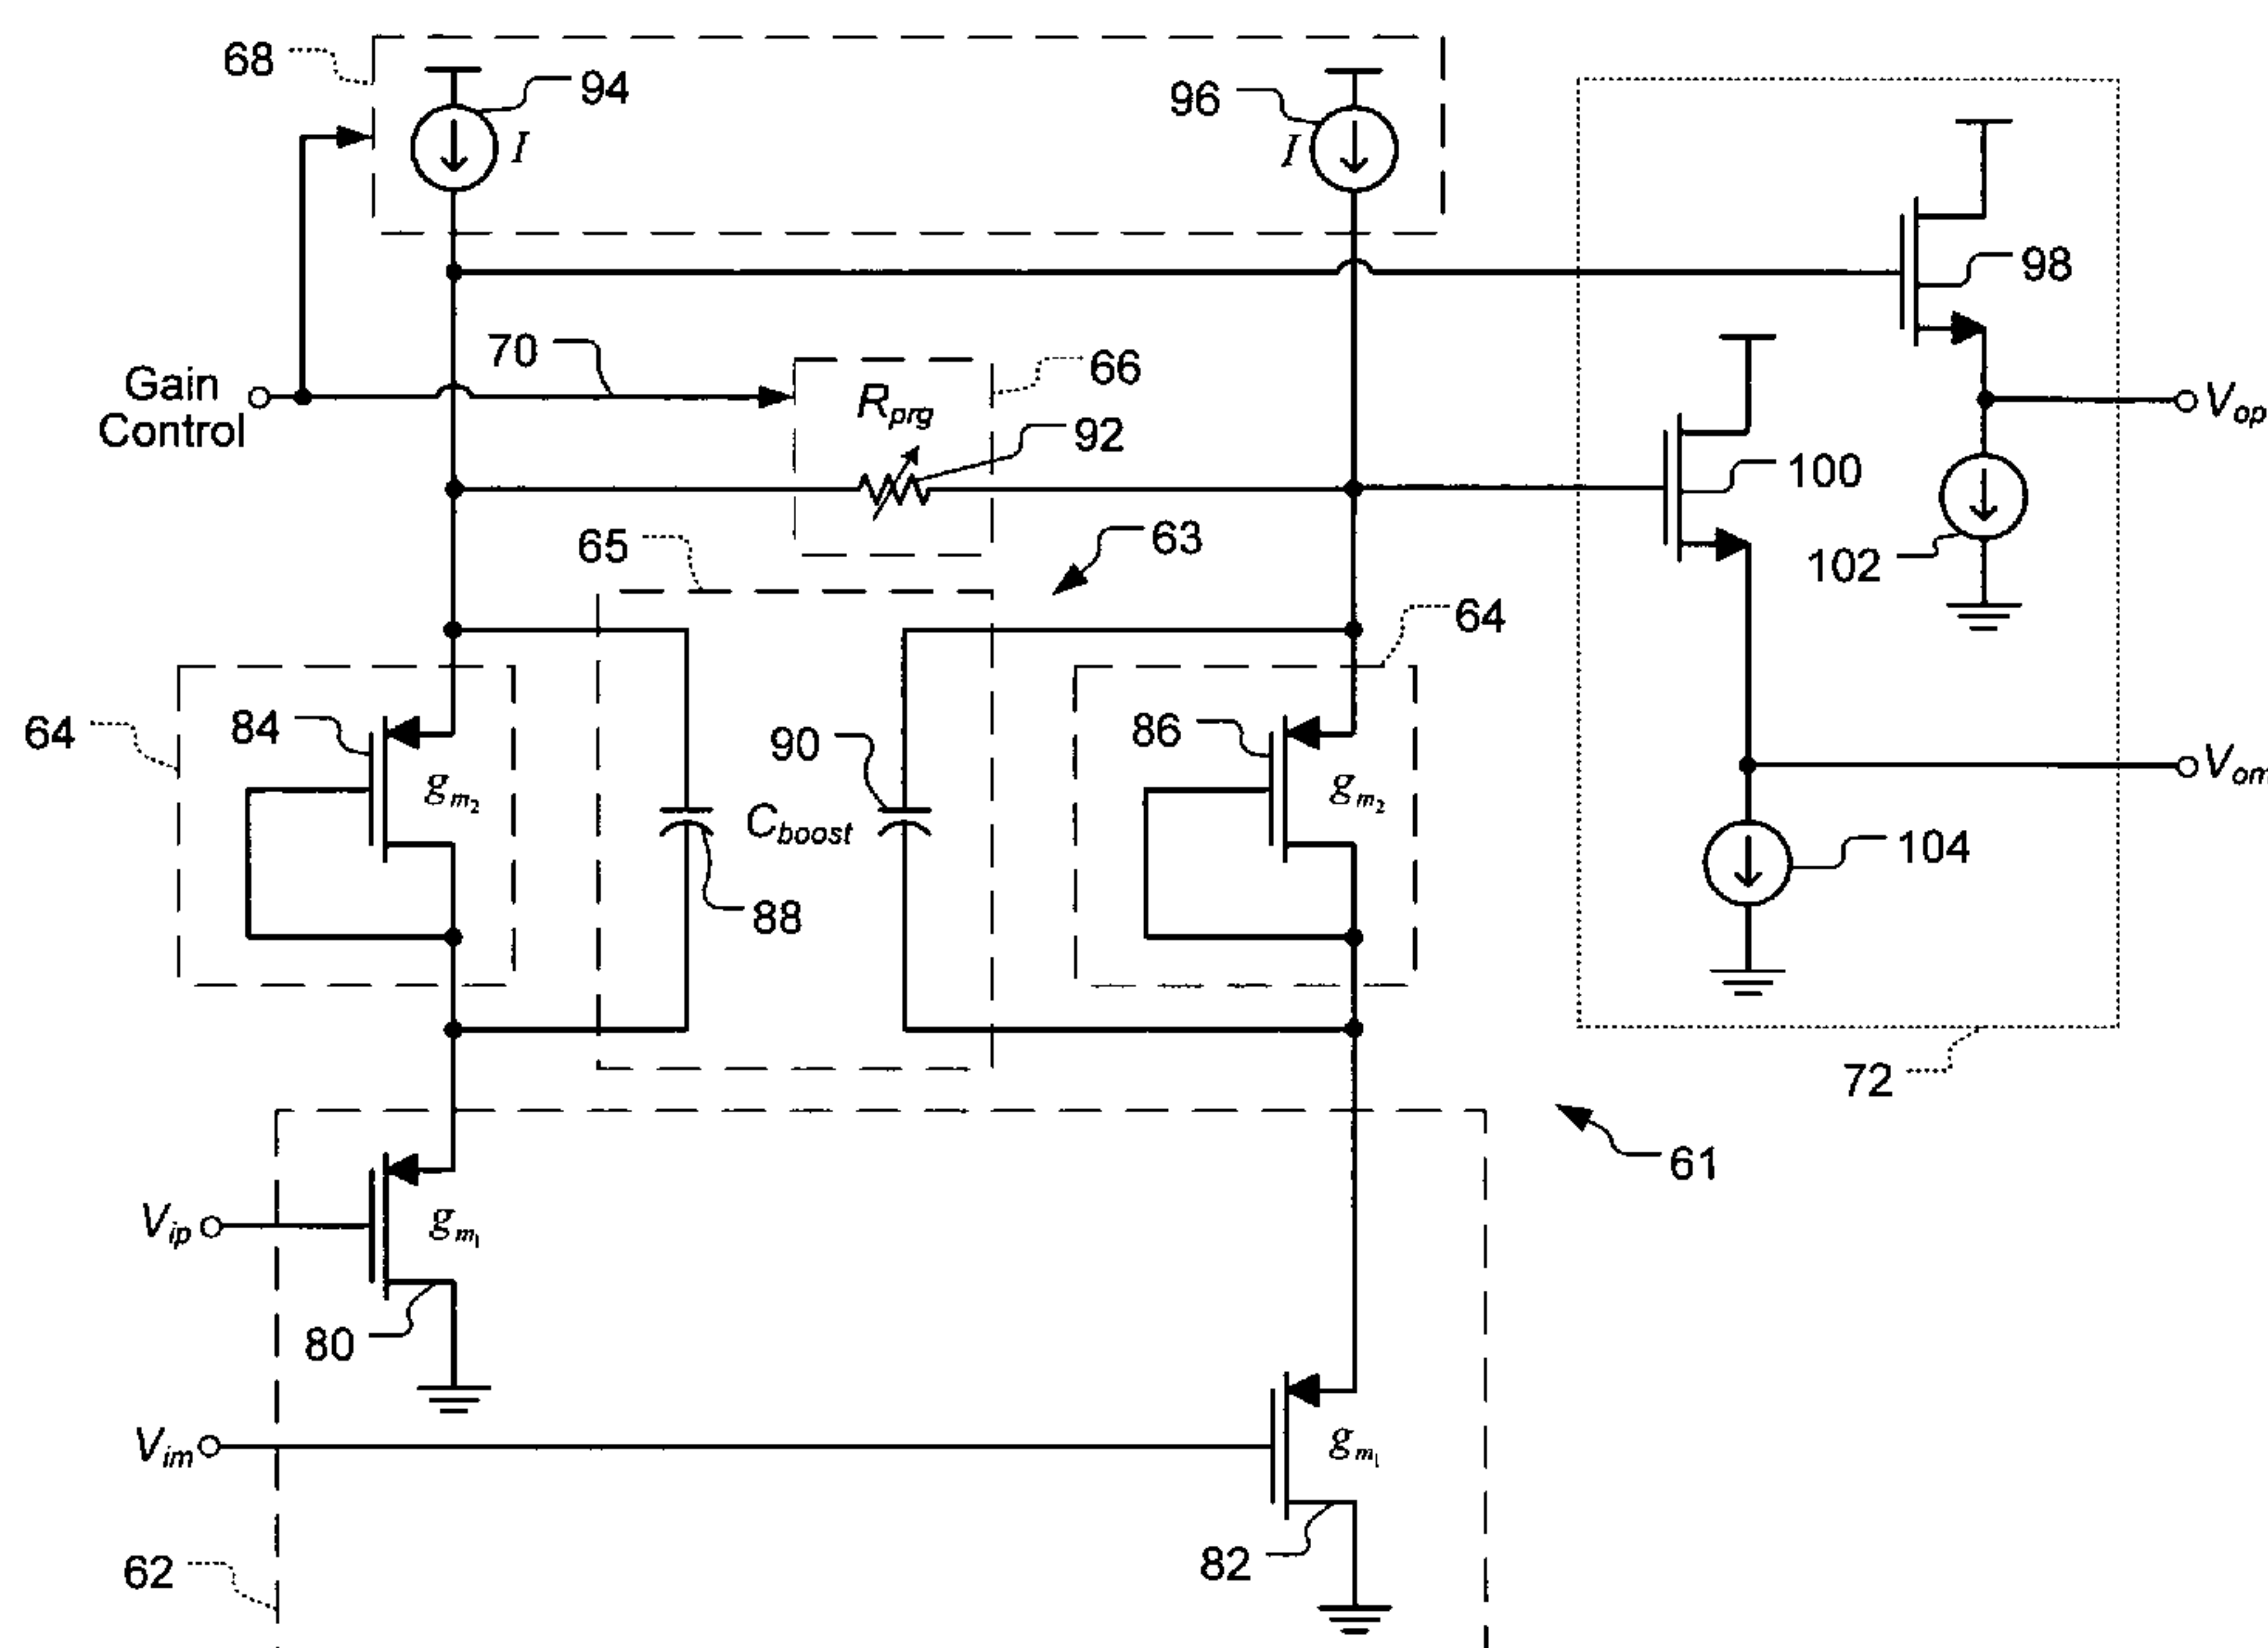 68
94
I
96
I
98
70
66
Gain
Control
R_prg
92
V_op
100
65
63
102
64
64
84
g_m2
90
C_boost
86
g_m2
88
V_om
104
72
61
V_ip
g_m1
80
V_im
g_m1
62
82